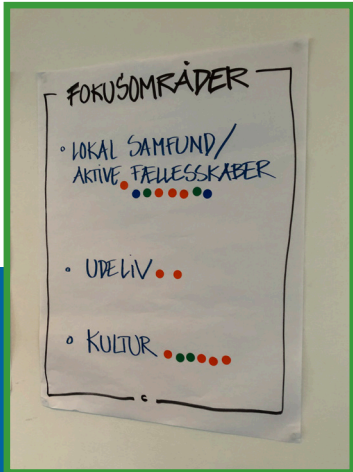 FOKUSOMRÅDER
• LOKAL SAMFUND/
AKTIVE FÆLLESSKABER
• UDELIV
• KULTUR